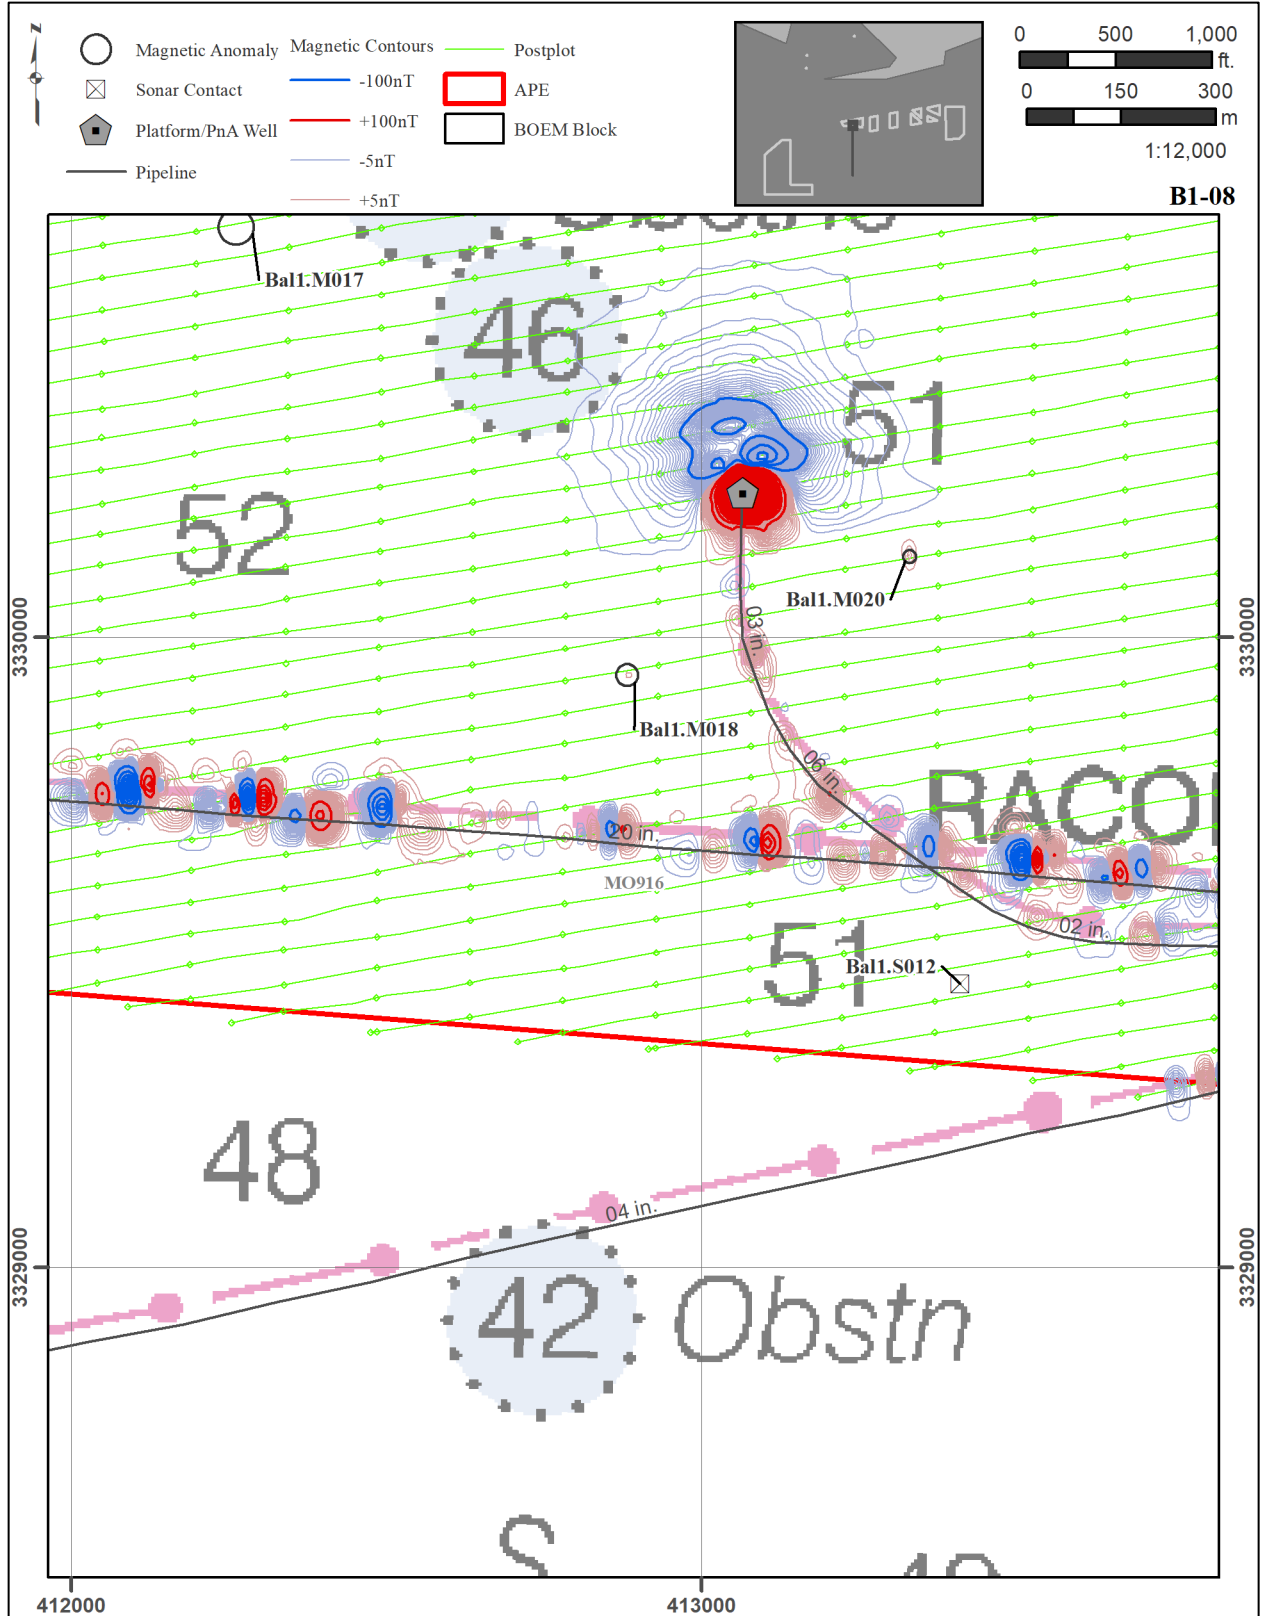 N
Magnetic Anomaly
Sonar Contact
Platform/PnA Well
Pipeline
Magnetic Contours
-100nT
+100nT
-5nT
+5nT
Postplot
APE
BOEM Block
0 500 1,000
ft.
0 150 300
m
1:12,000
B1-08
Bal1.M017
46
51
52
Bal1.M020
03 in.
3330000
3330000
Bal1.M018
06 in.
RACO
20 in.
MO916
02 in.
51
Bal1.S012
48
04 in.
3329000
3329000
42 Obstn
S
412000
413000